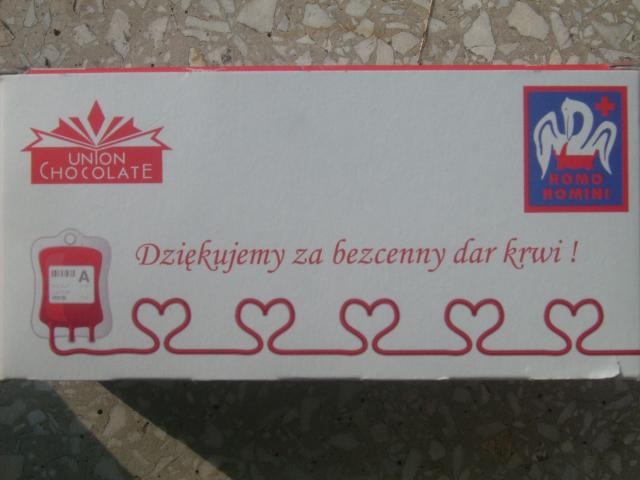 UNION
CHOCOLATE
HOMO
HOMINI
A
Dziękujemy za bezcenny dar krwi !